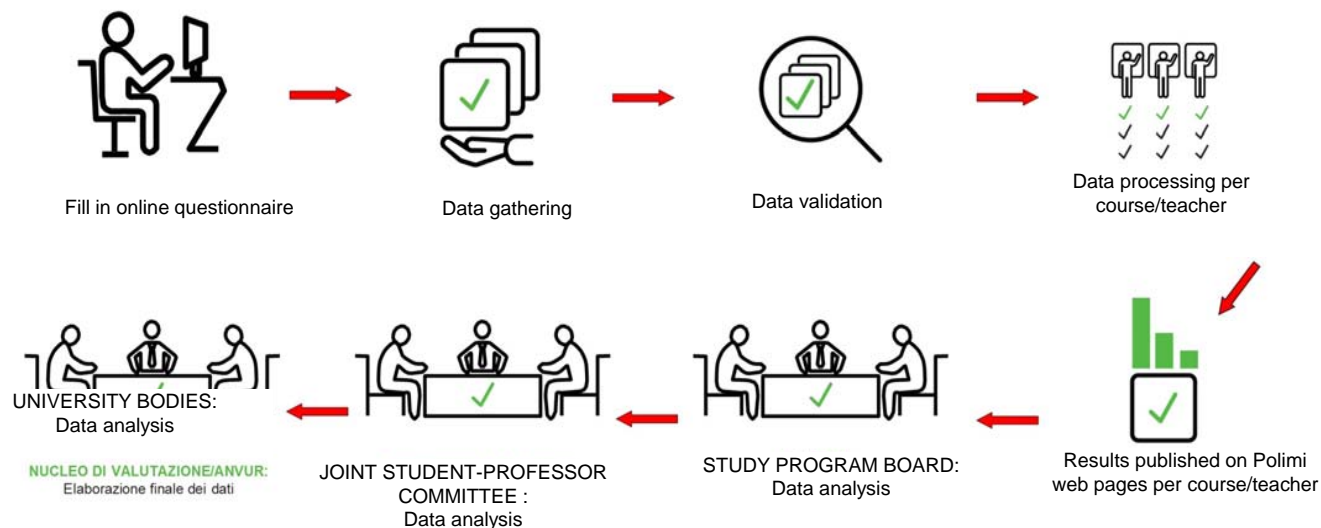 Fill in online questionnaire
Data gathering
Data validation
Data processing per
course/teacher
Results published on Polimi
web pages per course/teacher
STUDY PROGRAM BOARD:
Data analysis
JOINT STUDENT-PROFESSOR
COMMITTEE :
Data analysis
UNIVERSITY BODIES:
Data analysis
NUCLEO DI VALUTAZIONE/ANVUR:
Elaborazione finale dei dati